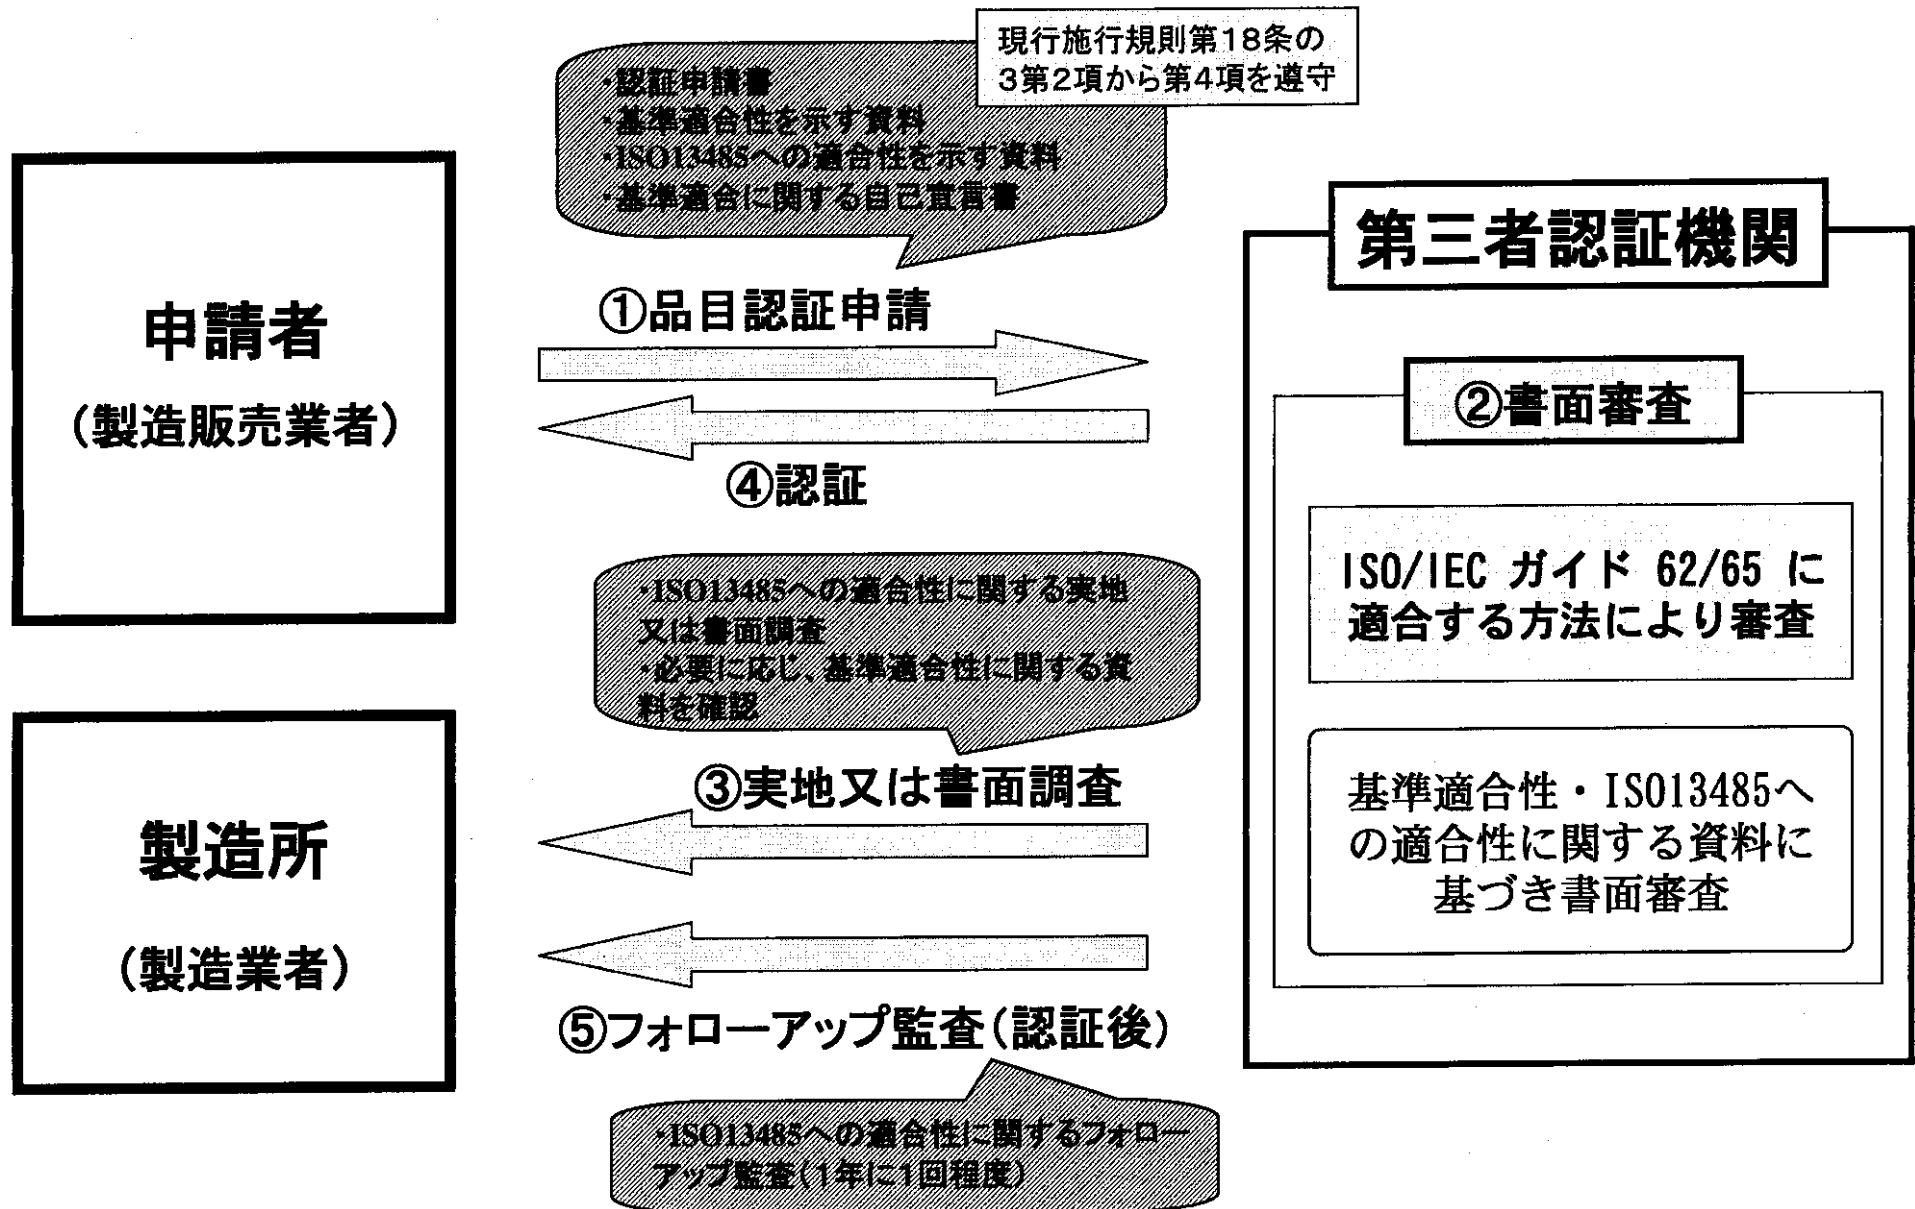 現行施行規則第18条の
3第2項から第4項を遵守
・認証申請書
・基準適合性を示す資料
・ISO13485への適合性を示す資料
・基準適合に関する自己宣言書
申請者
(製造販売業者)
①品目認証申請
④認証
第三者認証機関
②書面審査
ISO/IEC ガイド 62/65 に
適合する方法により審査
基準適合性・ISO13485へ
の適合性に関する資料に
基づき書面審査
・ISO13485への適合性に関する実地
又は書面調査
・必要に応じ、基準適合性に関する資
料を確認
③実地又は書面調査
製造所
(製造業者)
⑤フォローアップ監査(認証後)
・ISO13485への適合性に関するフォロー
アップ監査(1年に1回程度)